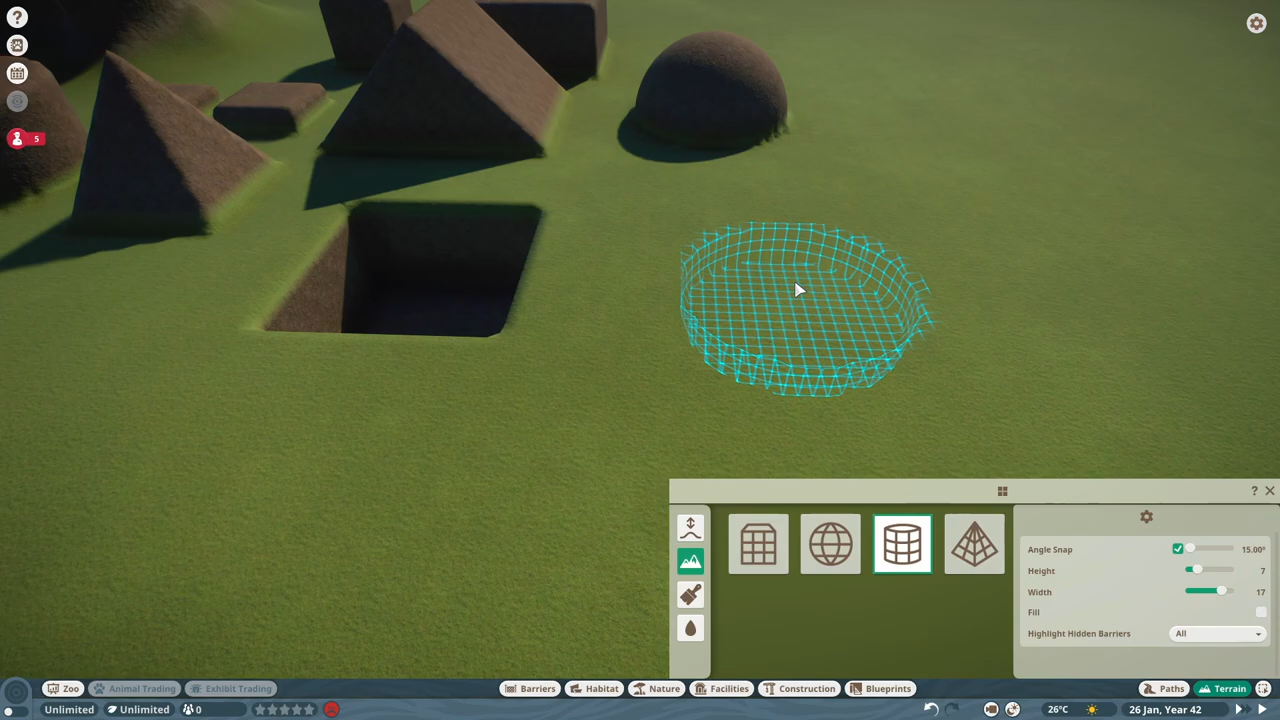 ?
5
? ×
Angle Snap 15.00°
Height 7
Width 17
Fill
Highlight Hidden Barriers All
Zoo Animal Trading Exhibit Trading Barriers Habitat Nature Facilities Construction Blueprints Paths Terrain
Unlimited Unlimited 0 26°C 26 Jan, Year 42